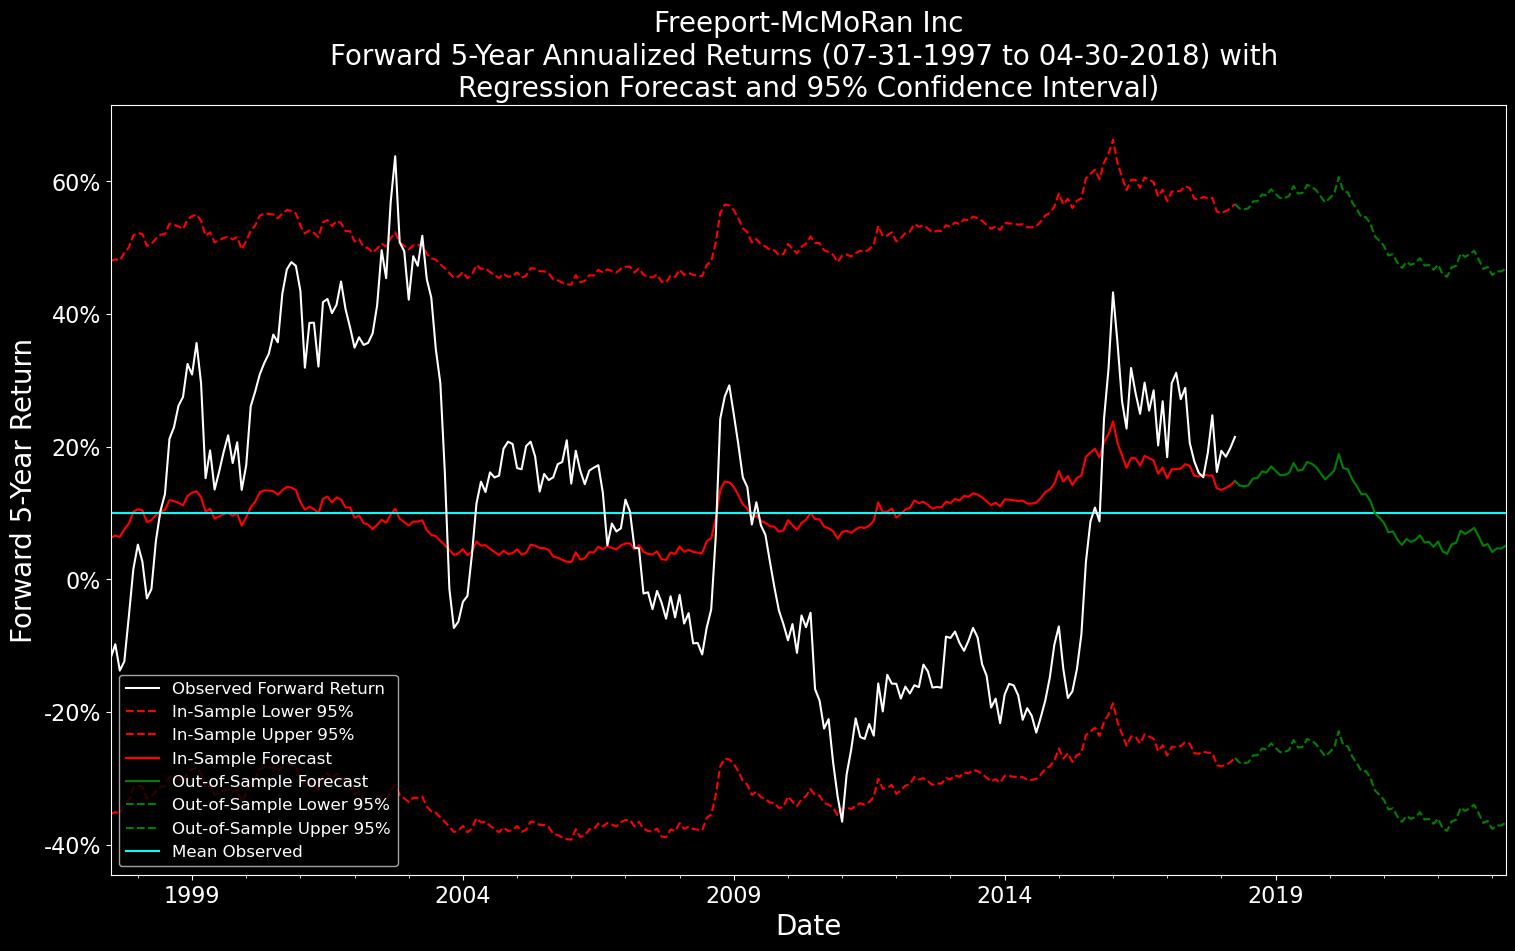 Freeport-McMoRan Inc
Forward 5-Year Annualized Returns (07-31-1997 to 04-30-2018) with
Regression Forecast and 95% Confidence Interval)
Forward 5-Year Return
60%
40%
20%
0%
-20%
-40%
Observed Forward Return
In-Sample Lower 95%
In-Sample Upper 95%
In-Sample Forecast
Out-of-Sample Forecast
Out-of-Sample Lower 95%
Out-of-Sample Upper 95%
Mean Observed
1999
2004
2009
2014
2019
Date